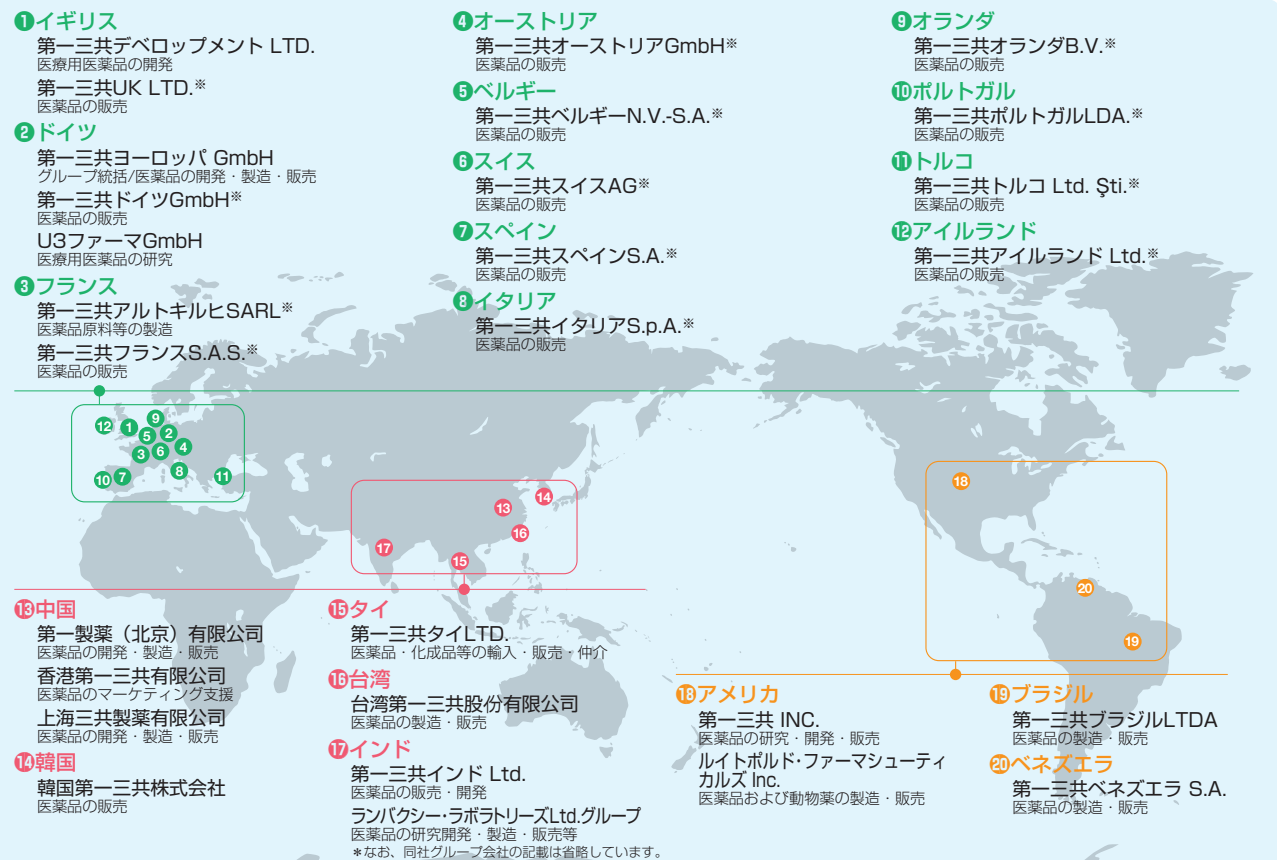 ❶イギリス
第一三共デベロップメント LTD.
医療用医薬品の開発
第一三共UK LTD.※
医薬品の販売
❷ドイツ
第一三共ヨーロッパ GmbH
グループ統括/医薬品の開発・製造・販売
第一三共ドイツGmbH※
医薬品の販売
U3ファーマGmbH
医療用医薬品の研究
❸フランス
第一三共アルトキルヒSARL※
医薬品原料等の製造
第一三共フランスS.A.S.※
医薬品の販売
❹オーストリア
第一三共オーストリアGmbH※
医薬品の販売
❺ベルギー
第一三共ベルギーN.V.-S.A.※
医薬品の販売
❻スイス
第一三共スイスAG※
医薬品の販売
❼スペイン
第一三共スペインS.A.※
医薬品の販売
❽イタリア
第一三共イタリアS.p.A.※
医薬品の販売
❾オランダ
第一三共オランダB.V.※
医薬品の販売
❿ポルトガル
第一三共ポルトガルLDA.※
医薬品の販売
⓫トルコ
第一三共トルコ Ltd. Şti.※
医薬品の販売
⓬アイルランド
第一三共アイルランド Ltd.※
医薬品の販売
12
1
9
5
2
3
6
4
10
7
8
11
13
14
16
17
15
18
20
19
⓭中国
第一製薬（北京）有限公司
医薬品の開発・製造・販売
香港第一三共有限公司
医薬品のマーケティング支援
上海三共製薬有限公司
医薬品の開発・製造・販売
⓮韓国
韓国第一三共株式会社
医薬品の販売
⓯タイ
第一三共タイLTD.
医薬品・化成品等の輸入・販売・仲介
⓰台湾
台湾第一三共股份有限公司
医薬品の製造・販売
⓱インド
第一三共インド Ltd.
医薬品の販売・開発
ランバクシー・ラボラトリーズLtd.グループ
医薬品の研究開発・製造・販売等
＊なお、同社グループ会社の記載は省略しています。
⓲アメリカ
第一三共 INC.
医薬品の研究・開発・販売
ルイトポルド・ファーマシューティ
カルズ Inc.
医薬品および動物薬の製造・販売
⓳ブラジル
第一三共ブラジルLTDA
医薬品の製造・販売
⓴ベネズエラ
第一三共ベネズエラ S.A.
医薬品の製造・販売